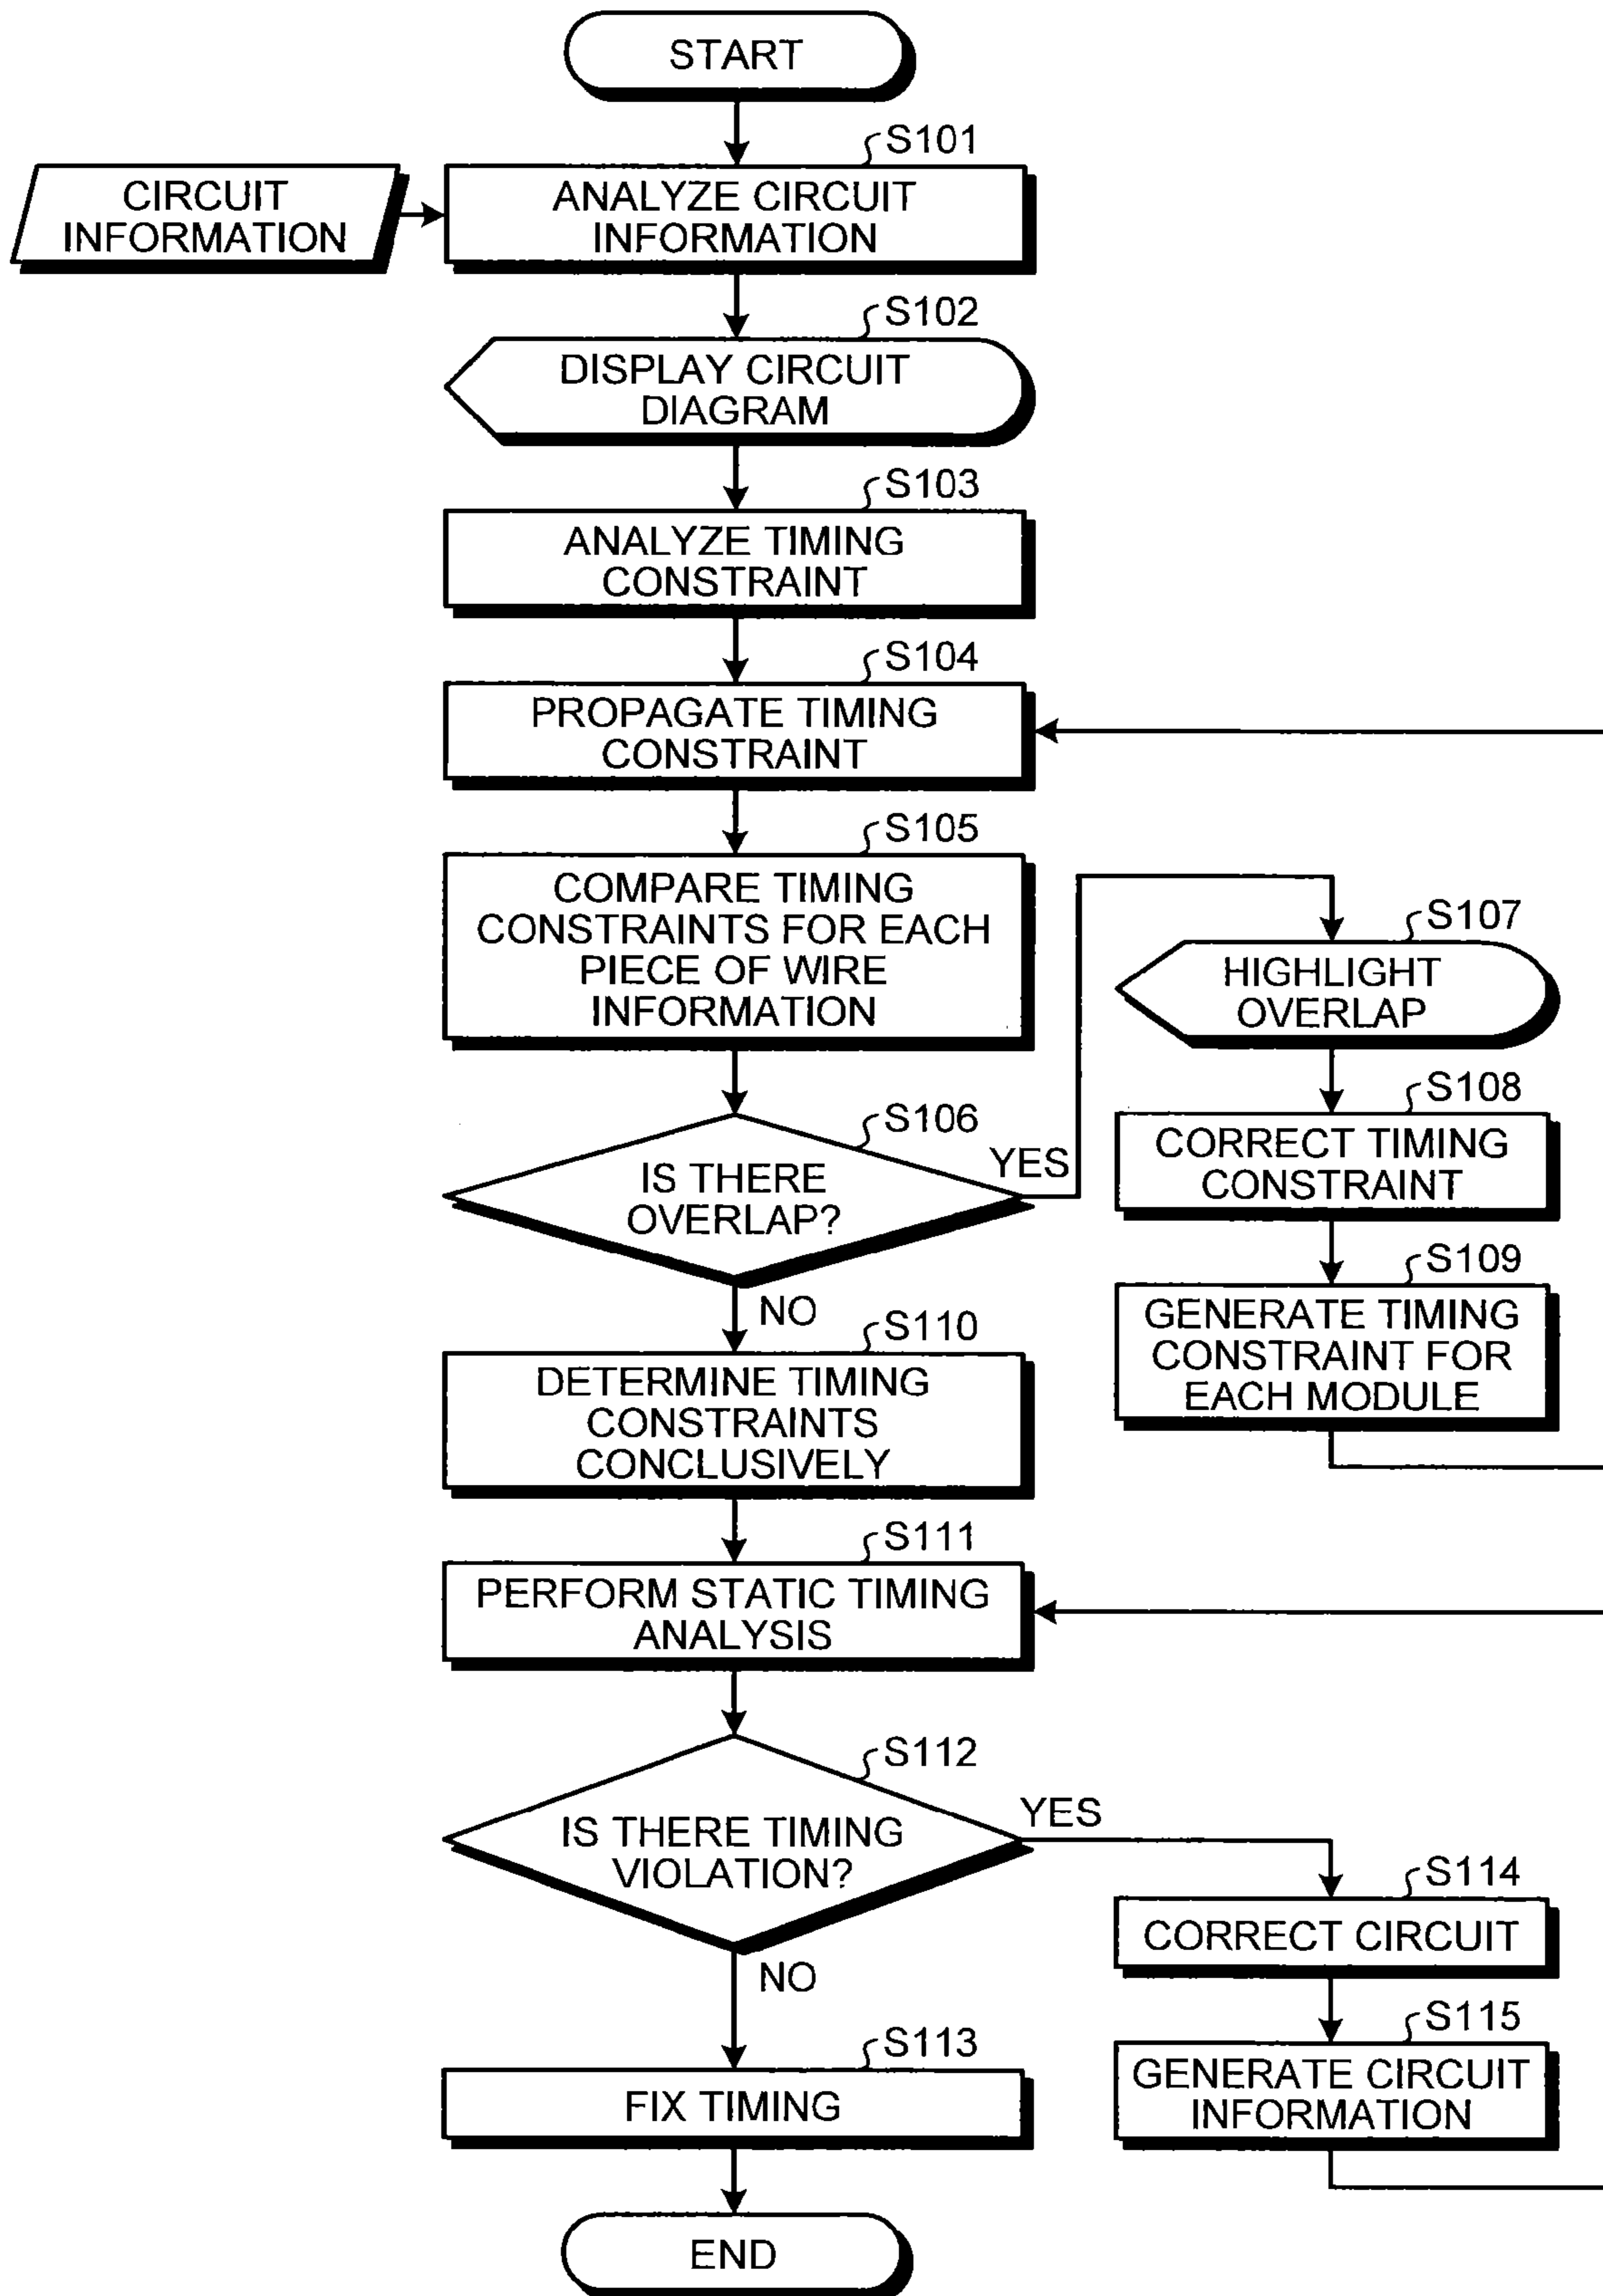 START
S101
CIRCUIT
INFORMATION
ANALYZE CIRCUIT
INFORMATION
S102
DISPLAY CIRCUIT
DIAGRAM
S103
ANALYZE TIMING
CONSTRAINT
S104
PROPAGATE TIMING
CONSTRAINT
S105
COMPARE TIMING
CONSTRAINTS FOR EACH
PIECE OF WIRE
INFORMATION
S106
IS THERE
OVERLAP?
YES
S107
HIGHLIGHT
OVERLAP
S108
CORRECT TIMING
CONSTRAINT
S109
GENERATE TIMING
CONSTRAINT FOR
EACH MODULE
NO
S110
DETERMINE TIMING
CONSTRAINTS
CONCLUSIVELY
S111
PERFORM STATIC TIMING
ANALYSIS
S112
IS THERE TIMING
VIOLATION?
YES
S114
CORRECT CIRCUIT
S115
GENERATE CIRCUIT
INFORMATION
NO
S113
FIX TIMING
END